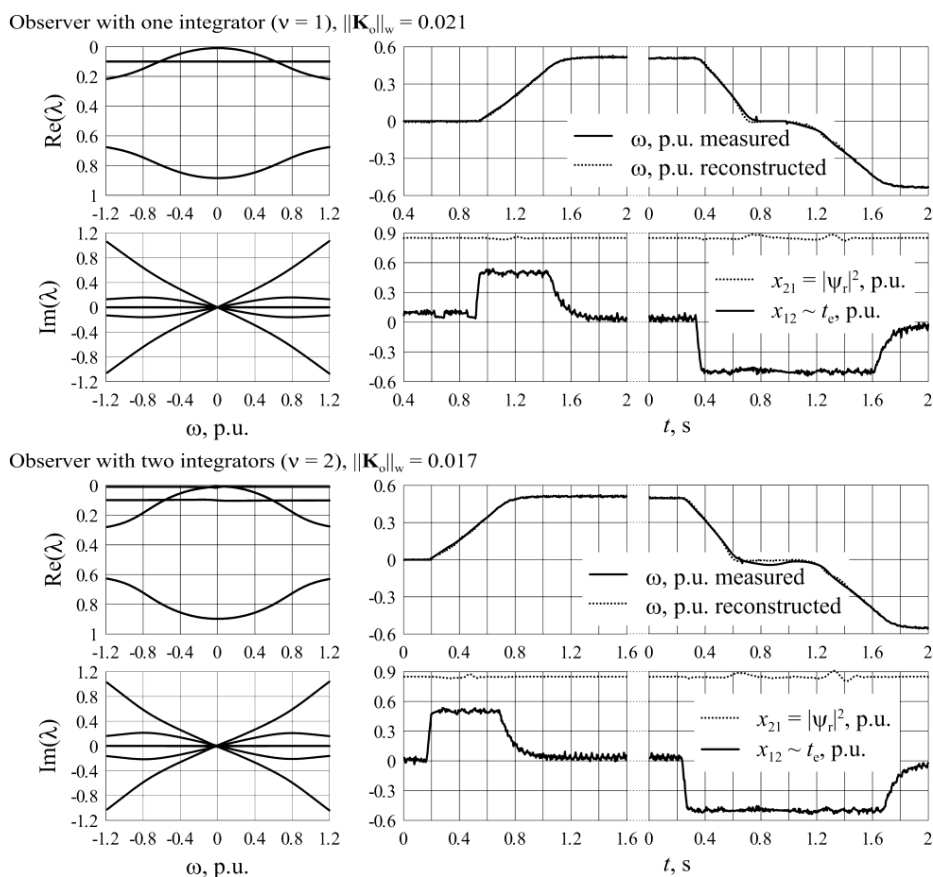 Observer with one integrator (ν = 1), ||K₀||w = 0.021
Re(λ)
0
0.2
0.4
0.6
0.8
1
-1.2 -0.8 -0.4 0 0.4 0.8 1.2
0.6
0.3
0
-0.3
-0.6
ω, p.u. measured
ω, p.u. reconstructed
0.4 0.8 1.2 1.6 2 0 0.4 0.8 1.2 1.6 2
Im(λ)
1.2
0.8
0.4
0
-0.4
-0.8
-1.2
-1.2 -0.8 -0.4 0 0.4 0.8 1.2
ω, p.u.
0.9
0.6
0.3
0
-0.3
-0.6
x₂₁ = |ψr|², p.u.
x₁₂ ~ tₑ, p.u.
0.4 0.8 1.2 1.6 2 0 0.4 0.8 1.2 1.6 2
t, s
Observer with two integrators (ν = 2), ||K₀||w = 0.017
Re(λ)
0
0.2
0.4
0.6
0.8
1
-1.2 -0.8 -0.4 0 0.4 0.8 1.2
0.6
0.3
0
-0.3
-0.6
ω, p.u. measured
ω, p.u. reconstructed
0 0.4 0.8 1.2 1.6 0 0.4 0.8 1.2 1.6 2
Im(λ)
1.2
0.8
0.4
0
-0.4
-0.8
-1.2
-1.2 -0.8 -0.4 0 0.4 0.8 1.2
ω, p.u.
0.9
0.6
0.3
0
-0.3
-0.6
x₂₁ = |ψr|², p.u.
x₁₂ ~ tₑ, p.u.
0 0.4 0.8 1.2 1.6 0 0.4 0.8 1.2 1.6 2
t, s